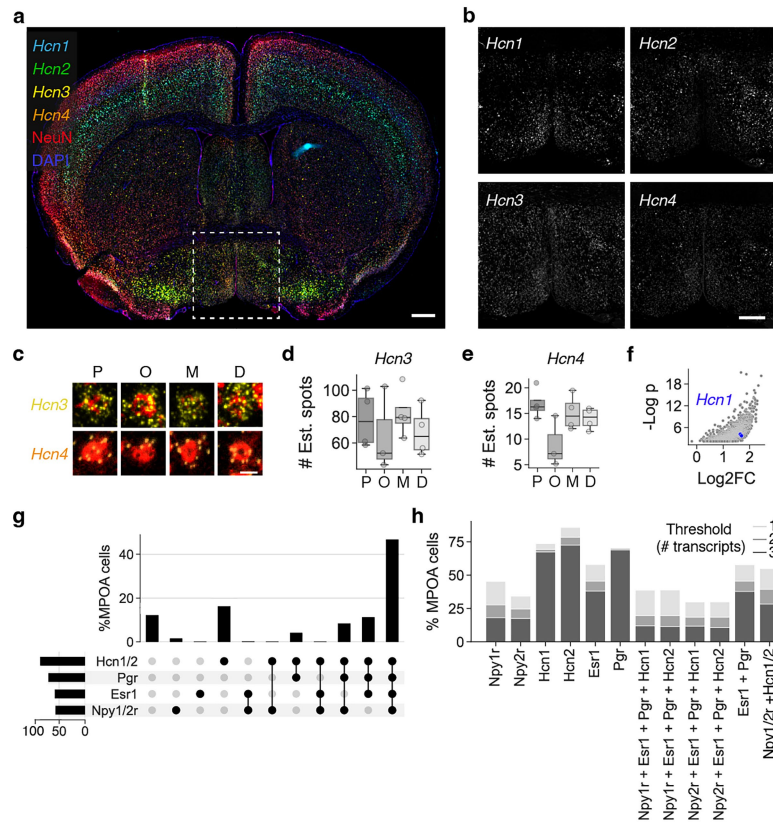 a
Hcn1
Hcn2
Hcn3
Hcn4
NeuN
DAPI
b
Hcn1
Hcn2
Hcn3
Hcn4
c
P O M D
Hcn3
Hcn4
d
Hcn3
# Est. spots
100
80
60
P O M D
e
Hcn4
# Est. spots
20
15
10
5
P O M D
f
Hcn1
-Log p
18
12
6
0 1 2
Log2FC
g
%MPOA cells
40
20
0
Hcn1/2
Pgr
Esr1
Npy1/2r
100 50 0
h
Threshold
(# transcripts)
% MPOA cells
75
50
25
0
Npy1r
Npy2r
Hcn1
Hcn2
Esr1
Pgr
Npy1r + Esr1 + Pgr + Hcn1
Npy1r + Esr1 + Pgr + Hcn2
Npy2r + Esr1 + Pgr + Hcn1
Npy2r + Esr1 + Pgr + Hcn2
Esr1 + Pgr
Npy1/2r +Hcn1/2